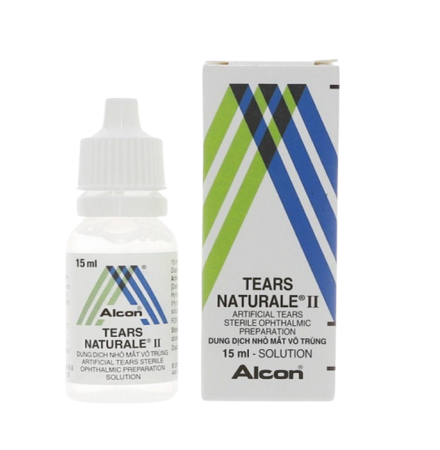 15 ml
®
Alcon
TEARS
NATURALE® II
DUNG DỊCH NHỎ MẮT VÔ TRÙNG
ARTIFICIAL TEARS STERILE
OPHTHALMIC PREPARATION
SOLUTION
TEARS
NATURALE® II
ARTIFICIAL TEARS
STERILE OPHTHALMIC
PREPARATION
DUNG DỊCH NHỎ MẮT VÔ TRÙNG
15 ml - SOLUTION
Alcon®